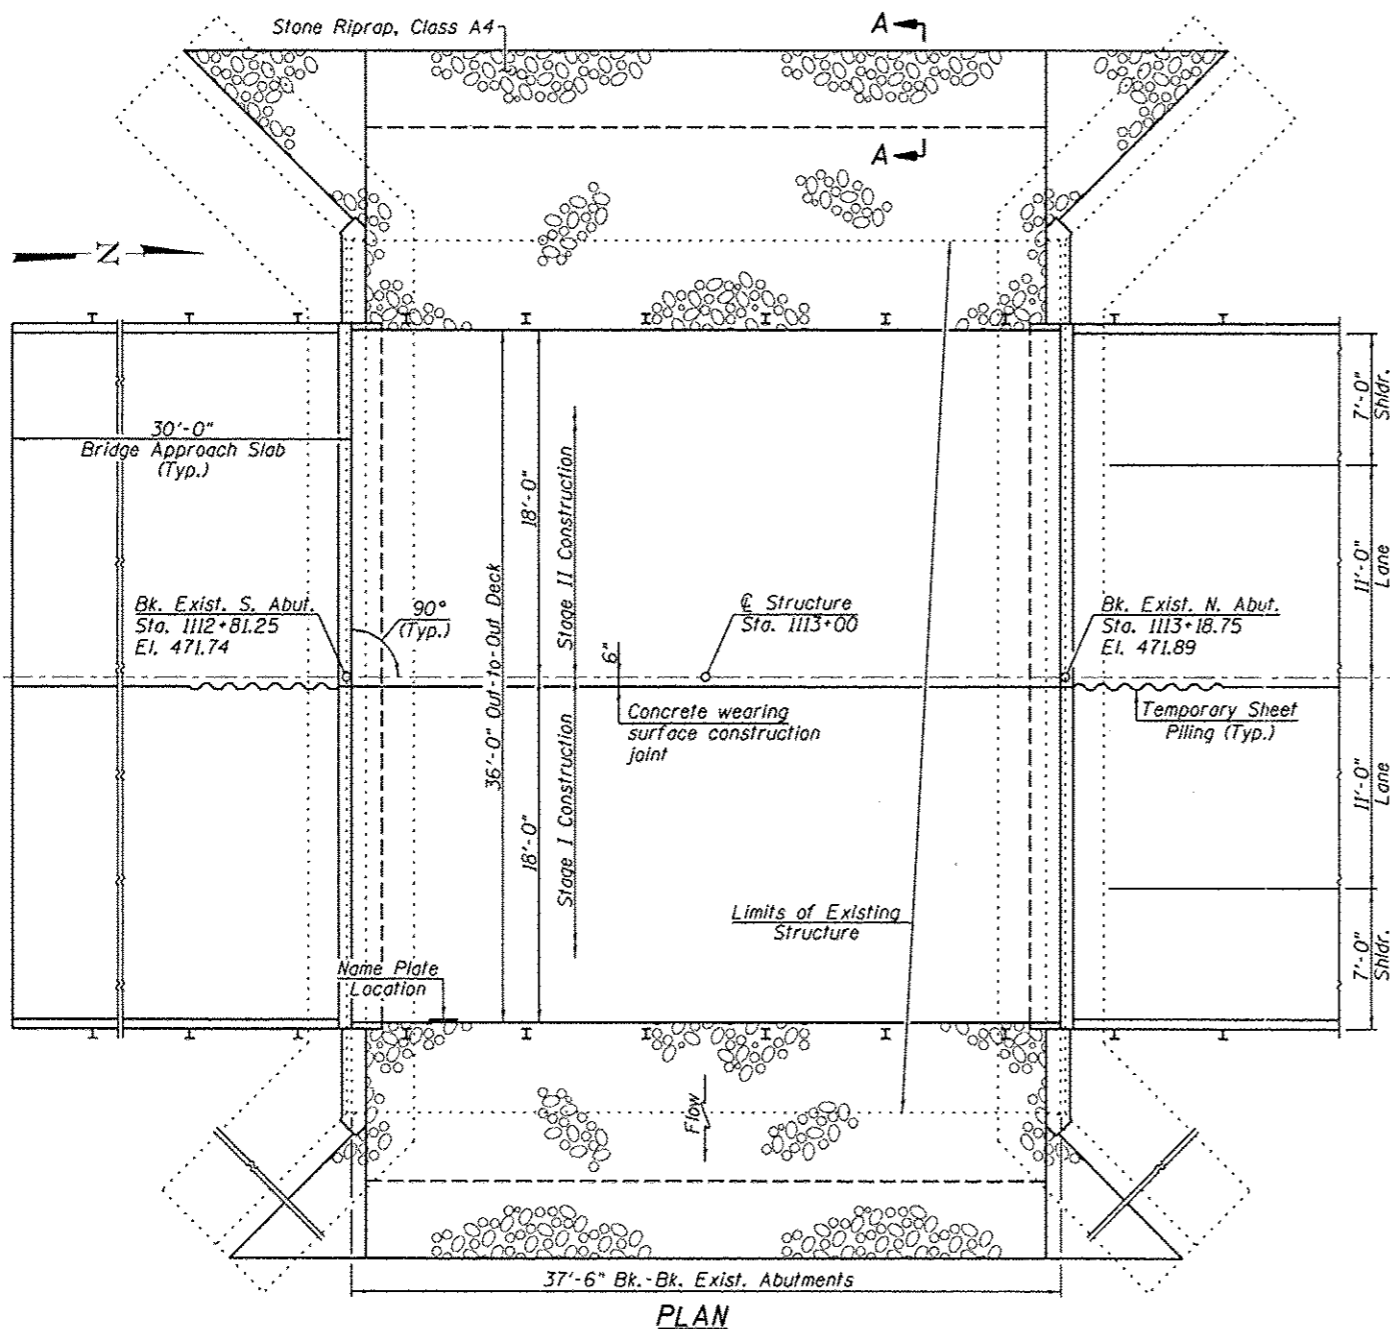 Stone Riprap, Class A4
A
A
N
30'-0"
Bridge Approach Slab
(Typ.)
Bk. Exist. S. Abut.
Sta. 1112+81.25
El. 471.74
90°
(Typ.)
36'-0" Out-to-Out Deck
18'-0"
18'-0"
Stage II Construction
Stage I Construction
6"
℄ Structure
Sta. 1113+00
Concrete wearing
surface construction
joint
Bk. Exist. N. Abut.
Sta. 1113+18.75
El. 471.89
Temporary Sheet
Piling (Typ.)
7'-0"
Shldr.
11'-0"
Lane
11'-0"
Lane
7'-0"
Shldr.
Limits of Existing
Structure
Name Plate
Location
Flow
37'-6" Bk.-Bk. Exist. Abutments
PLAN